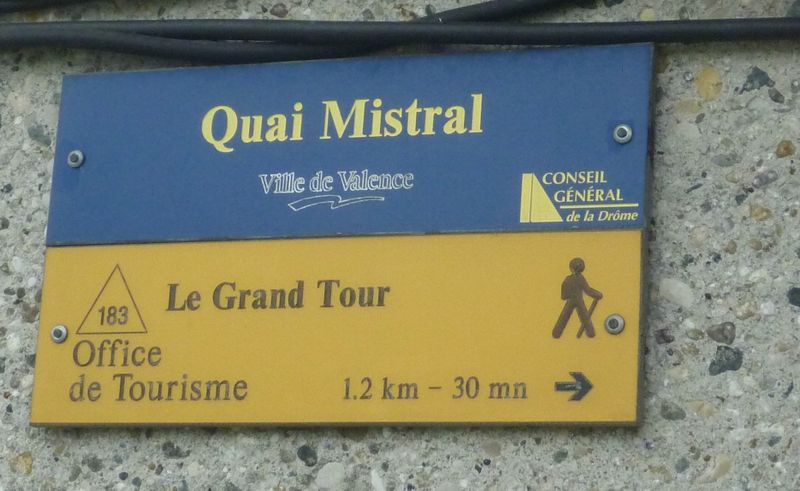 Quai Mistral
Ville de Valence
CONSEIL
GÉNÉRAL
de la Drôme
183
Le Grand Tour
Office
de Tourisme
1.2 km - 30 mn